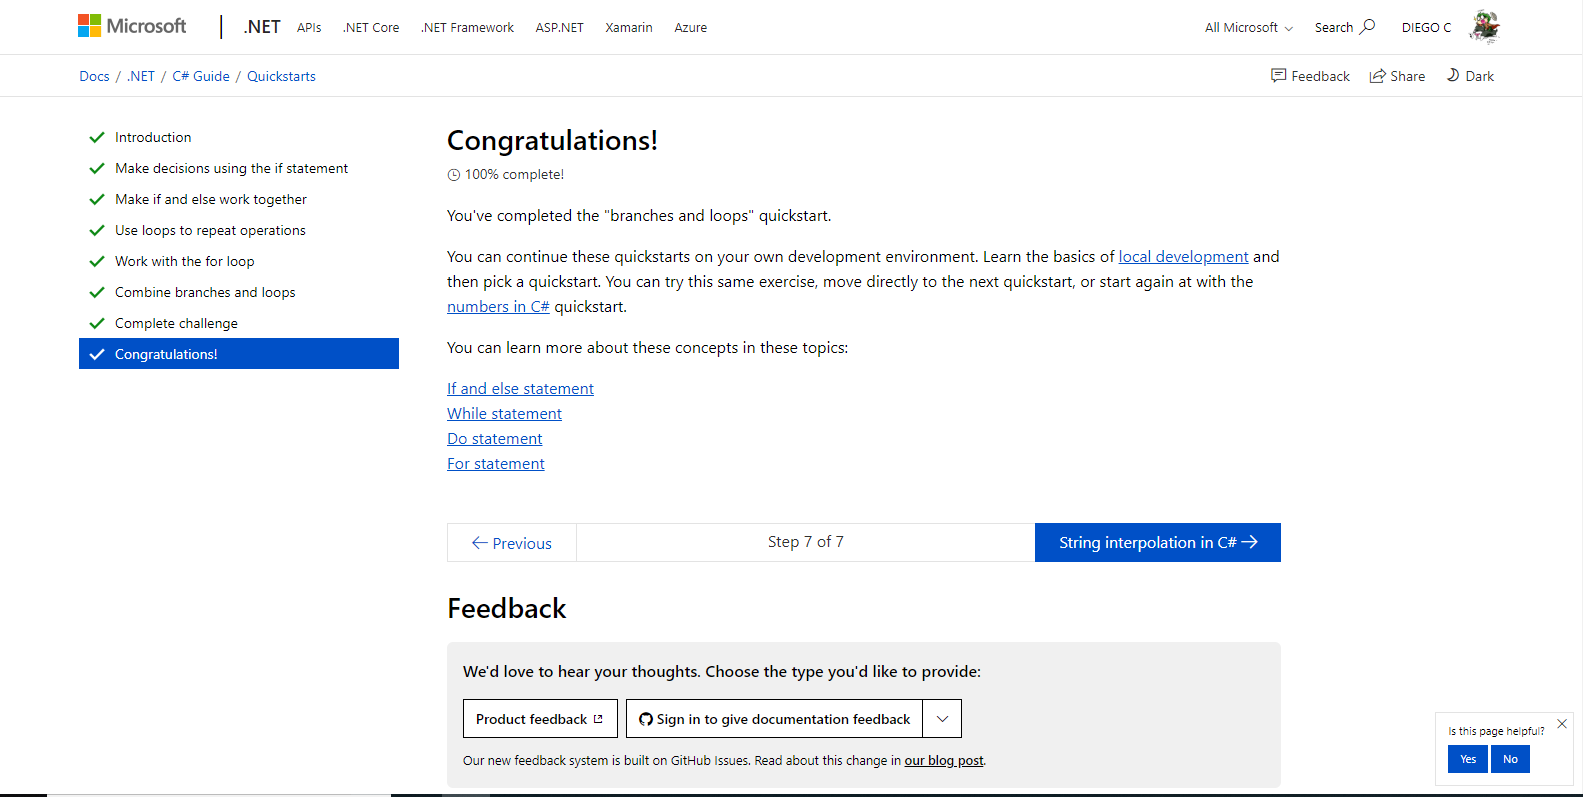 Microsoft | .NET APIs .NET Core .NET Framework ASP.NET Xamarin Azure All Microsoft Search DIEGO C
Docs / .NET / C# Guide / Quickstarts Feedback Share Dark
Introduction
Make decisions using the if statement
Make if and else work together
Use loops to repeat operations
Work with the for loop
Combine branches and loops
Complete challenge
Congratulations!
Congratulations!
100% complete!
You've completed the "branches and loops" quickstart.
You can continue these quickstarts on your own development environment. Learn the basics of local development and
then pick a quickstart. You can try this same exercise, move directly to the next quickstart, or start again at with the
numbers in C# quickstart.
You can learn more about these concepts in these topics:
If and else statement
While statement
Do statement
For statement
Previous Step 7 of 7 String interpolation in C#
Feedback
We'd love to hear your thoughts. Choose the type you'd like to provide:
Product feedback Sign in to give documentation feedback
Our new feedback system is built on GitHub Issues. Read about this change in our blog post.
Is this page helpful?
Yes No